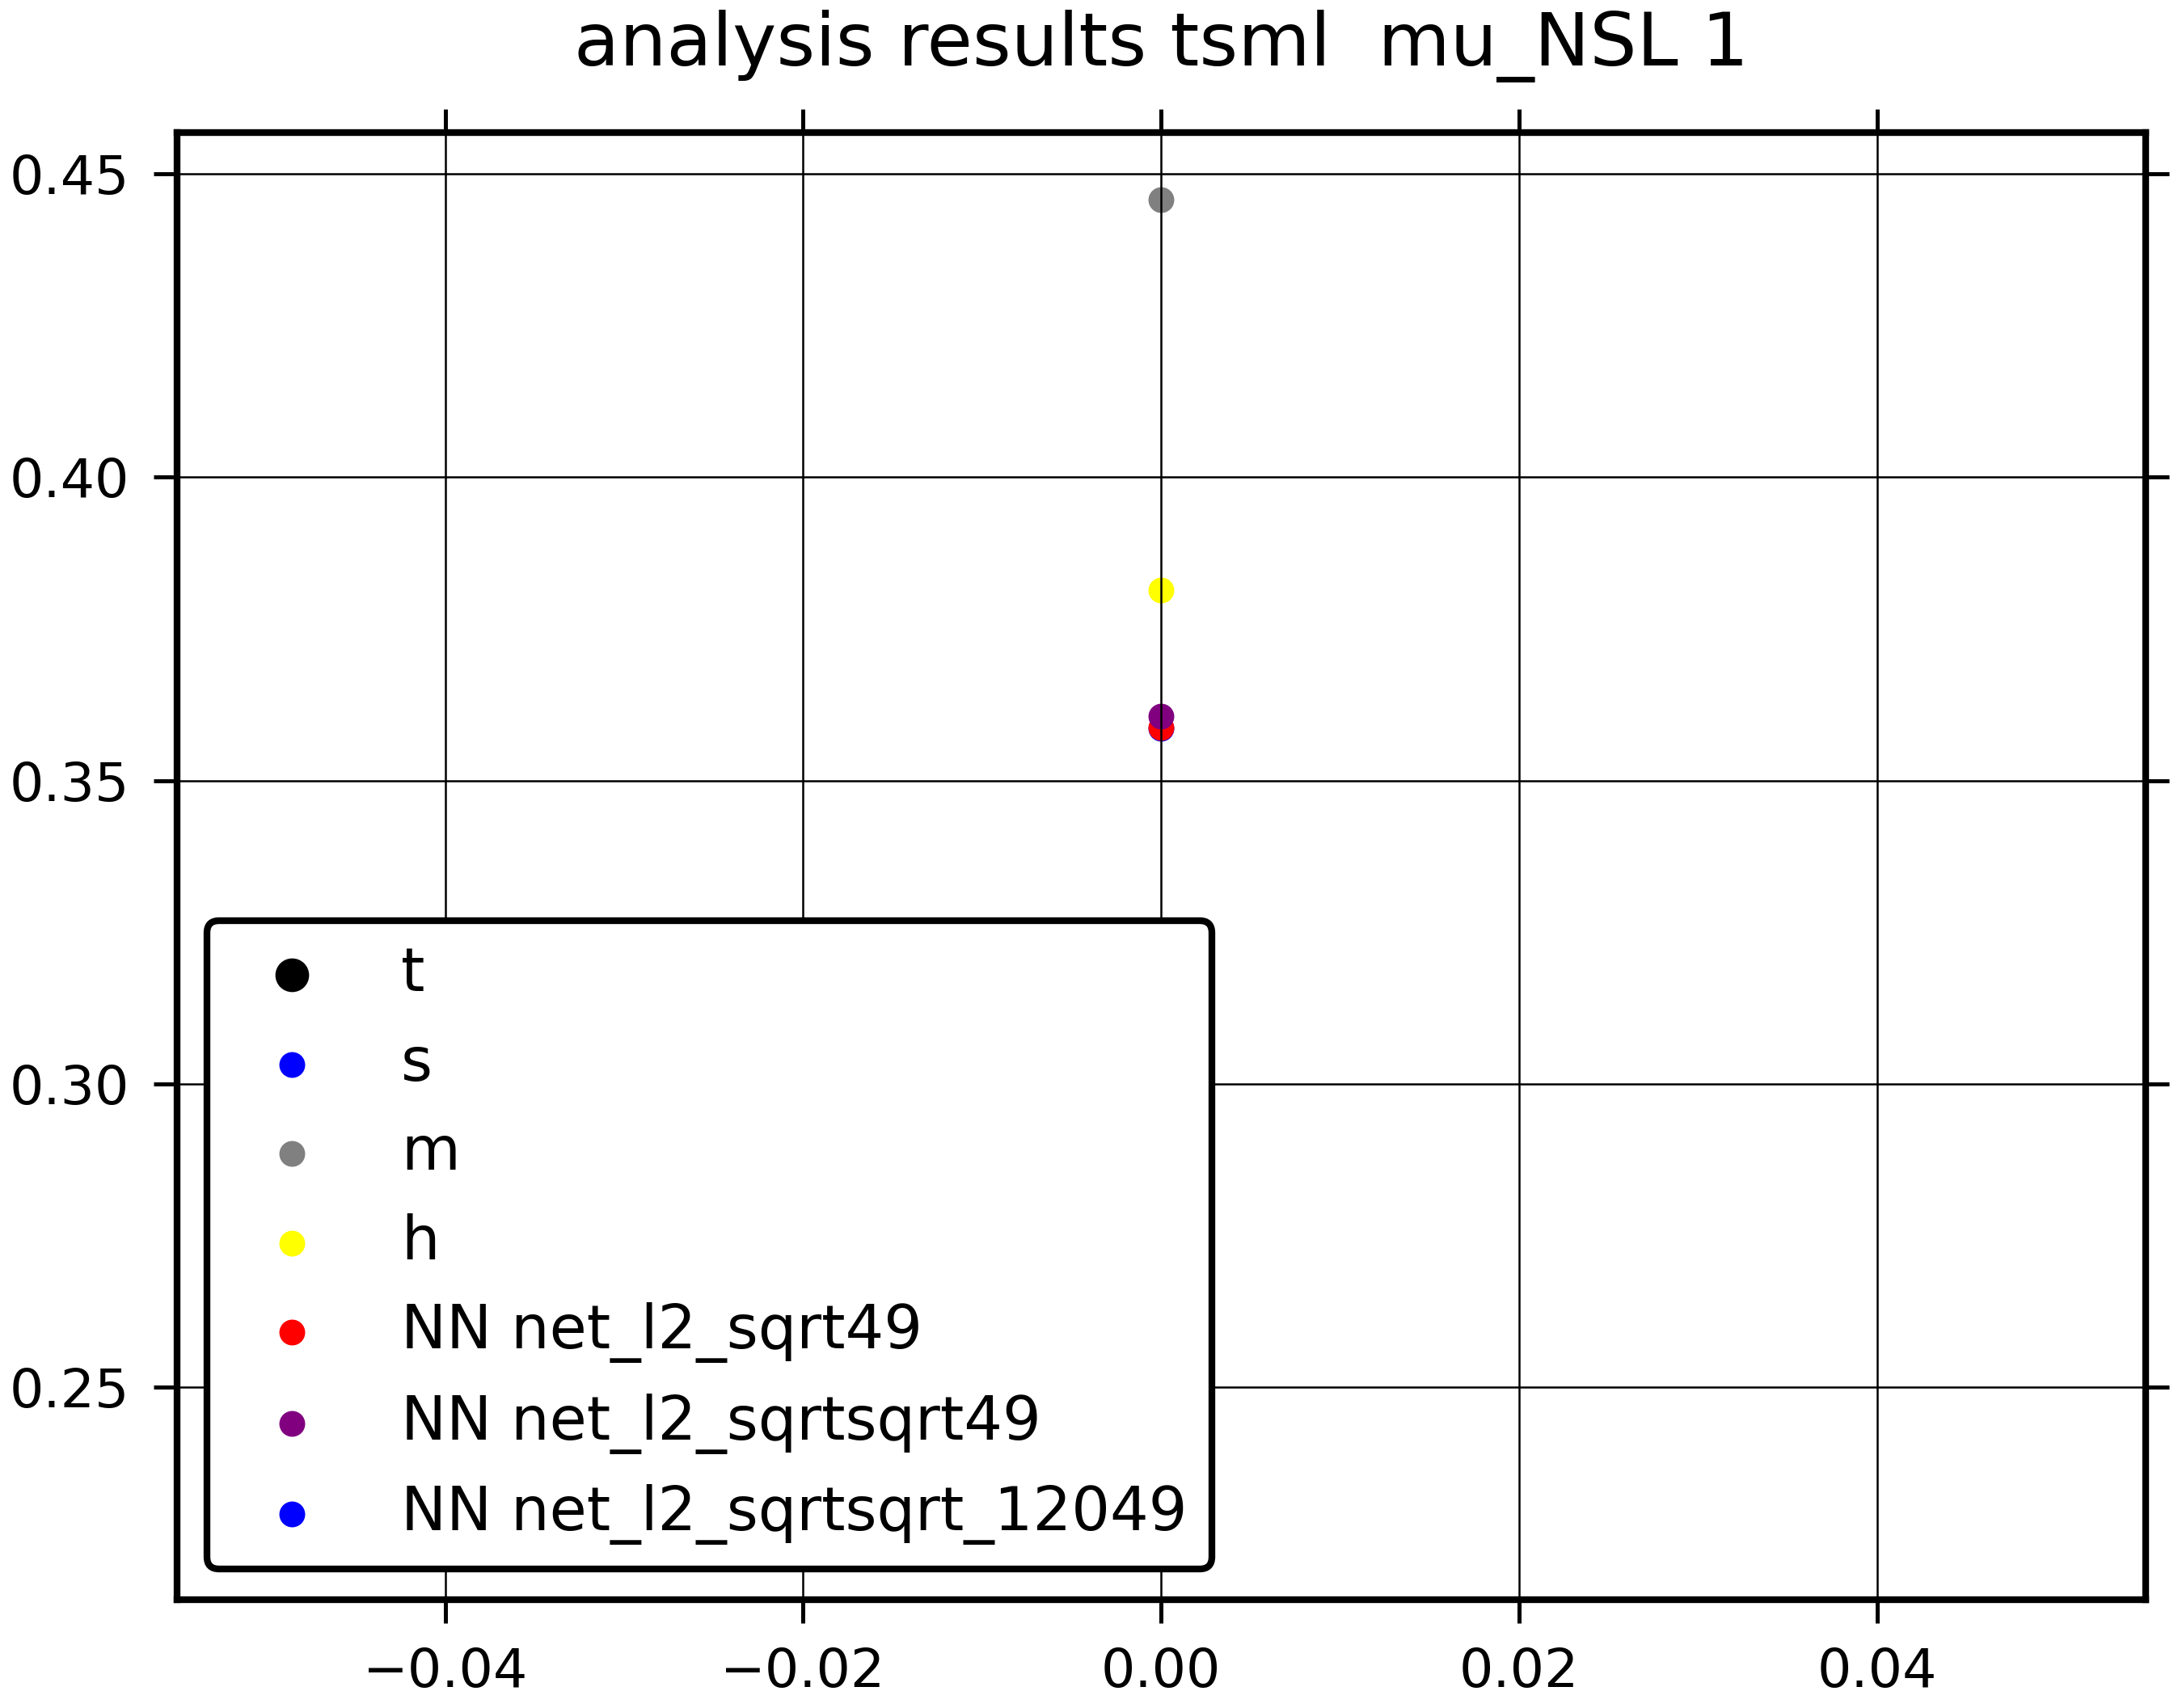 analysis results tsml  mu_NSL 1
0.45
0.40
0.35
0.30
0.25
t
s
m
h
NN net_l2_sqrt49
NN net_l2_sqrtsqrt49
NN net_l2_sqrtsqrt_12049
−0.04 −0.02 0.00 0.02 0.04